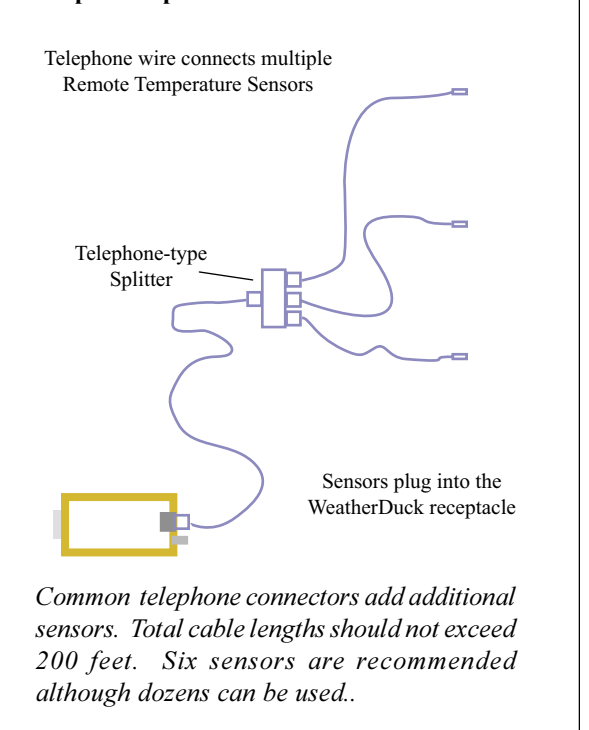 Telephone wire connects multiple
Remote Temperature Sensors
Telephone-type
Splitter
Sensors plug into the
WeatherDuck receptacle
Common telephone connectors add additional
sensors. Total cable lengths should not exceed
200 feet. Six sensors are recommended
although dozens can be used..